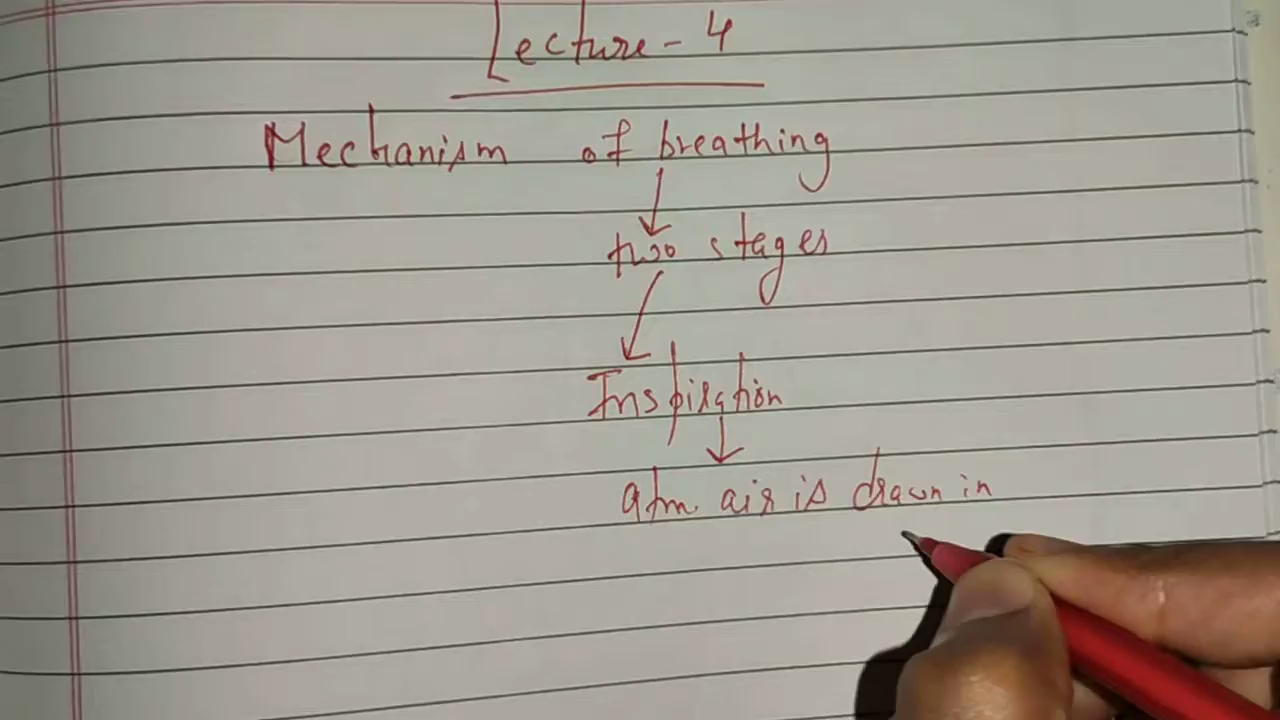 Lecture - 4
Mechanism of breathing
two stages
Inspiration
atm air is drawn in